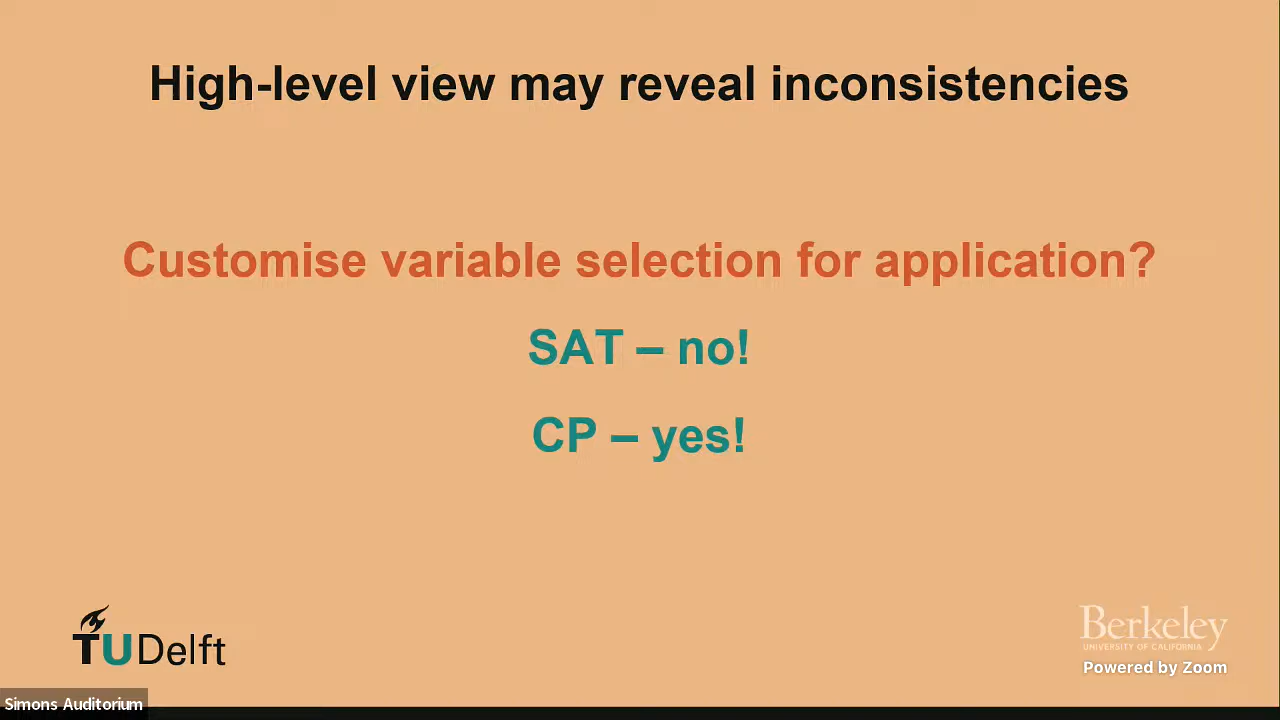 High-level view may reveal inconsistencies
Customise variable selection for application?
SAT – no!
CP – yes!
TUDelft
Berkeley
UNIVERSITY OF CALIFORNIA
Powered by Zoom
Simons Auditorium